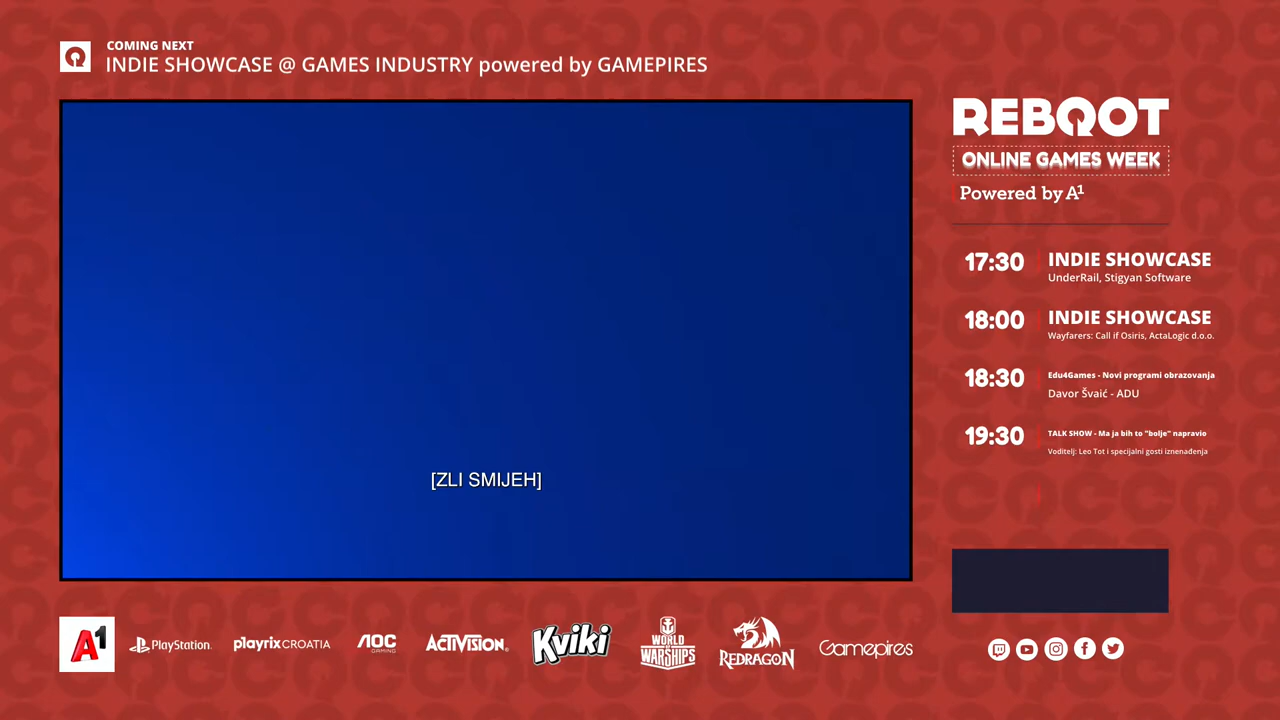 COMING NEXT
INDIE SHOWCASE @ GAMES INDUSTRY powered by GAMEPIRES
REBOOT
ONLINE GAMES WEEK
Powered by A1
17:30 INDIE SHOWCASE
UnderRail, Stigyan Software
18:00 INDIE SHOWCASE
Wayfarers: Call if Osiris, ActaLogic d.o.o.
18:30 Edu4Games - Novi programi obrazovanja
Davor Švaić - ADU
19:30 TALK SHOW - Ma ja bih to "bolje" napravio
Voditelj: Leo Tot i specijalni gosti iznenađenja
[ZLI SMIJEH]
A1 PlayStation. playrix CROATIA AOC GAMING ACTIVISION. Kviki WORLD OF WARSHIPS REDRAGON Gamepires